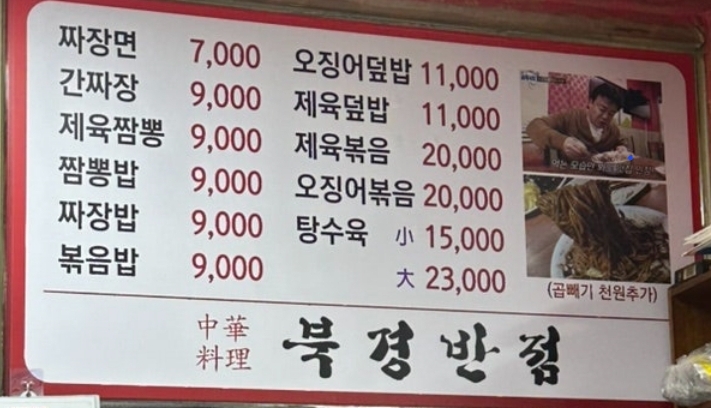 짜장면 7,000
간짜장 9,000
제육짬뽕 9,000
짬뽕밥 9,000
짜장밥 9,000
볶음밥 9,000
오징어덮밥 11,000
제육덮밥 11,000
제육볶음 20,000
오징어볶음 20,000
탕수육 小 15,000
大 23,000
(곱빼기 천원추가)
中華
料理
북경반점